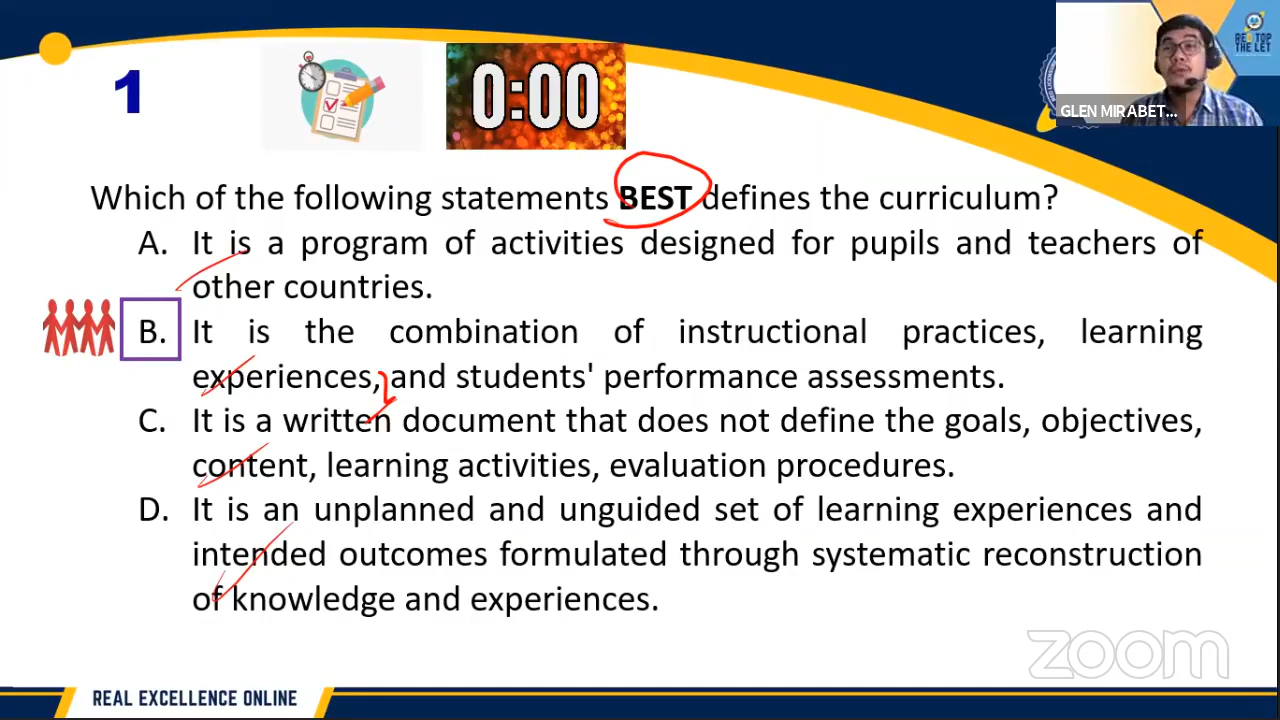 RE TOP
THE LET
GLEN MIRABET...
1
0:00
Which of the following statements BEST defines the curriculum?
A. It is a program of activities designed for pupils and teachers of
other countries.
B. It is the combination of instructional practices, learning
experiences, and students' performance assessments.
C. It is a written document that does not define the goals, objectives,
content, learning activities, evaluation procedures.
D. It is an unplanned and unguided set of learning experiences and
intended outcomes formulated through systematic reconstruction
of knowledge and experiences.
zoom
REAL EXCELLENCE ONLINE